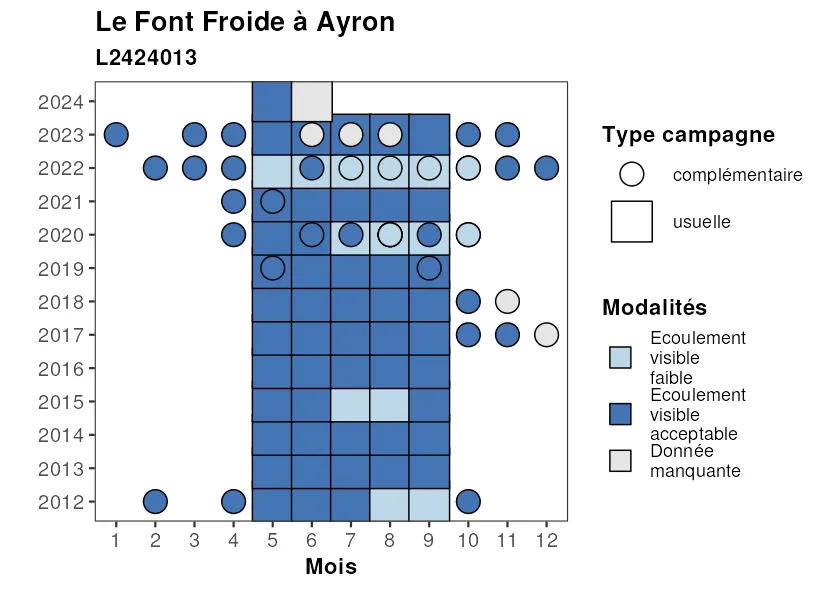 Le Font Froide à Ayron
L2424013
2024
2023
2022
2021
2020
2019
2018
2017
2016
2015
2014
2013
2012
1 2 3 4 5 6 7 8 9 10 11 12
Mois
Type campagne
complémentaire
usuelle
Modalités
Ecoulement
visible
faible
Ecoulement
visible
acceptable
Donnée
manquante